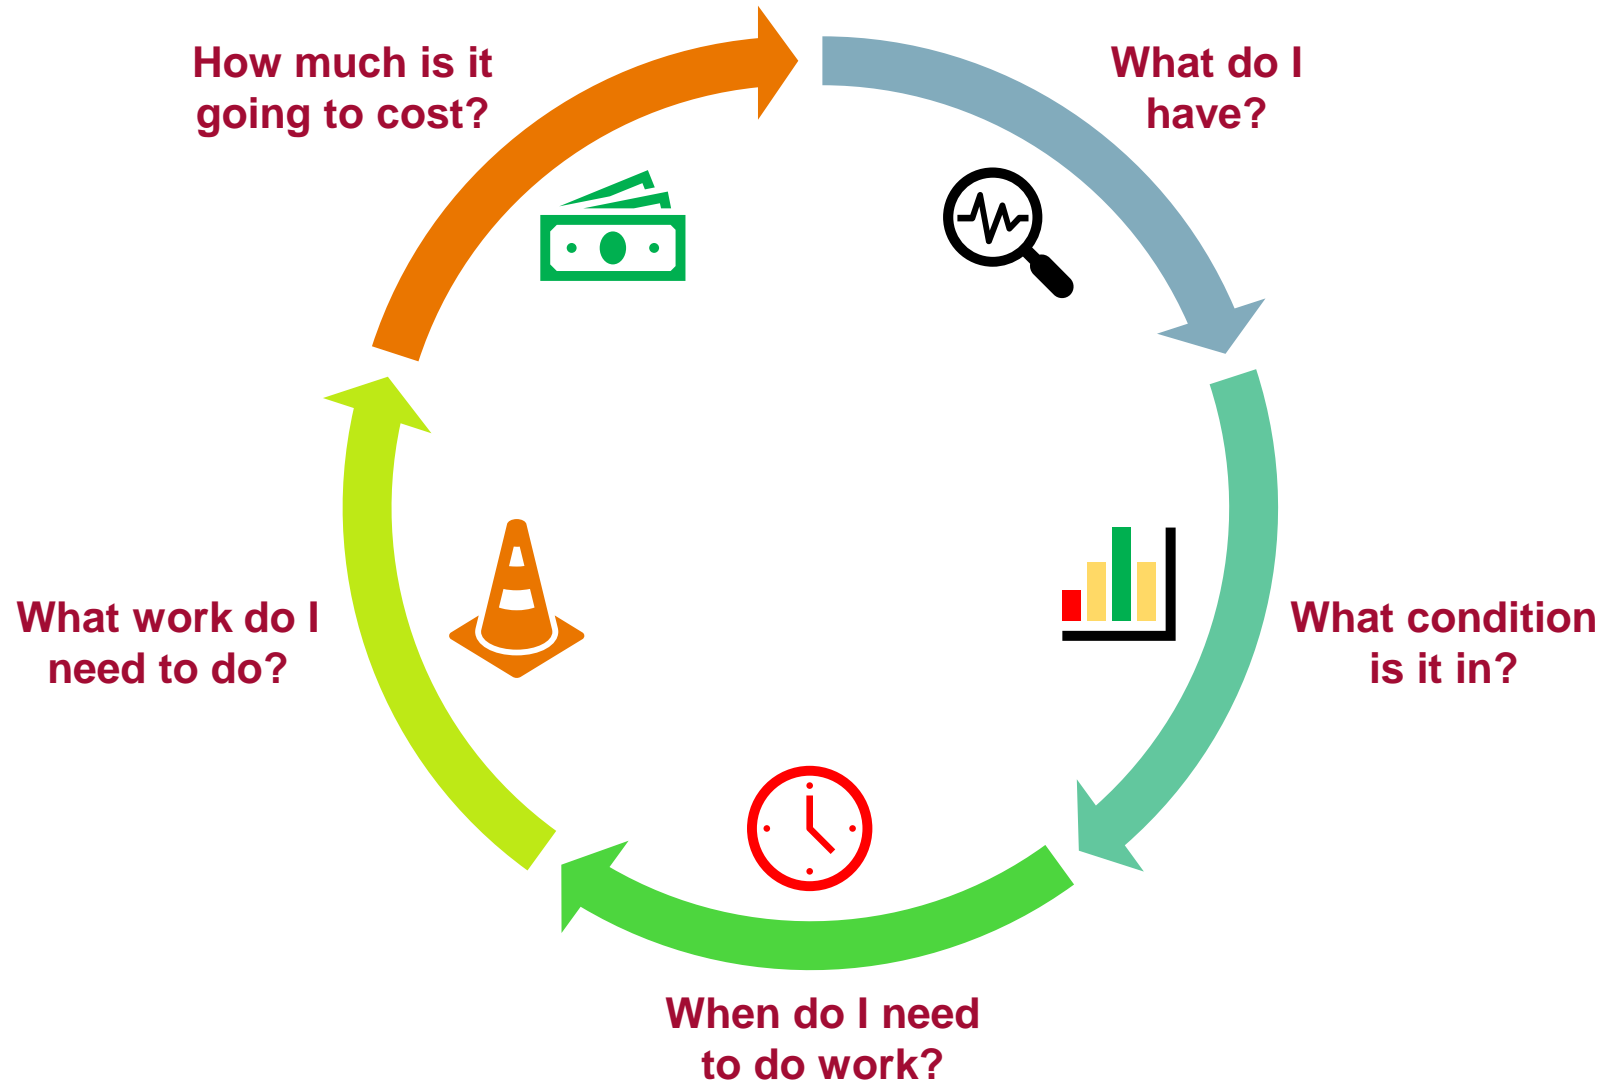 How much is it
going to cost?
What do I
have?
What work do I
need to do?
What condition
is it in?
When do I need
to do work?